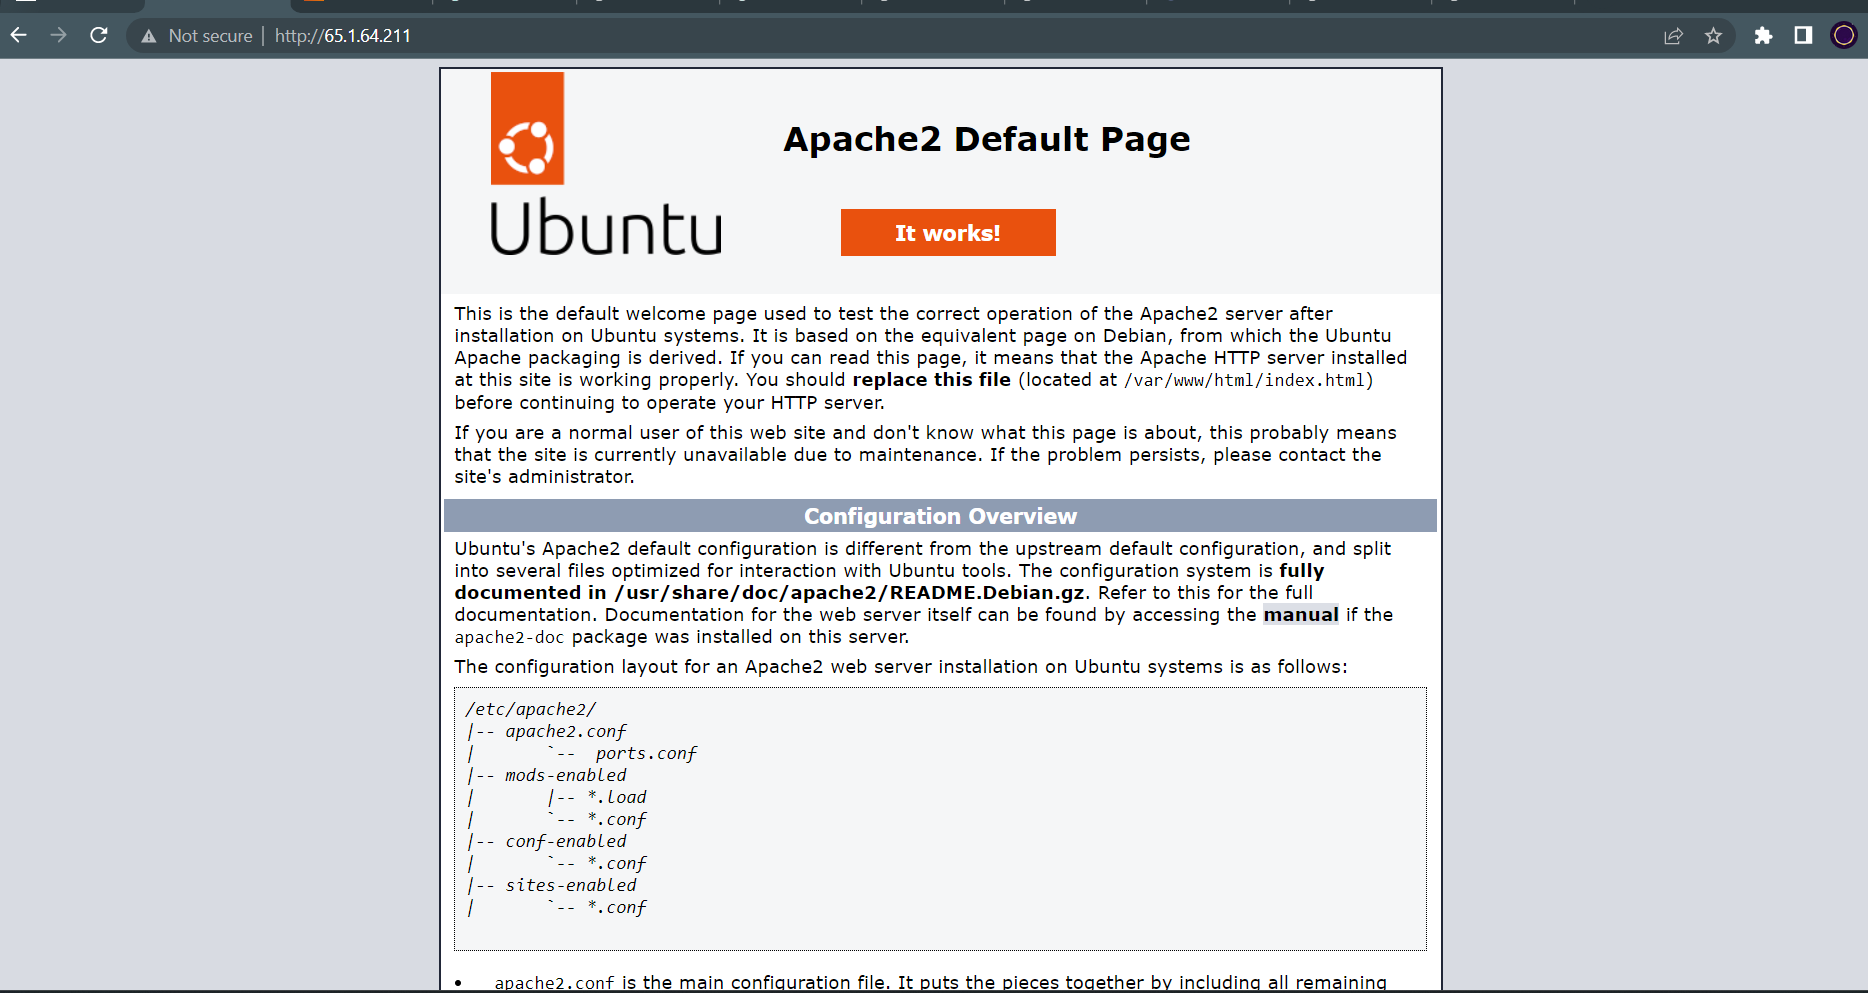 Not secure | http://65.1.64.211
Apache2 Default Page
Ubuntu
It works!
This is the default welcome page used to test the correct operation of the Apache2 server after
installation on Ubuntu systems. It is based on the equivalent page on Debian, from which the Ubuntu
Apache packaging is derived. If you can read this page, it means that the Apache HTTP server installed
at this site is working properly. You should replace this file (located at /var/www/html/index.html)
before continuing to operate your HTTP server.
If you are a normal user of this web site and don't know what this page is about, this probably means
that the site is currently unavailable due to maintenance. If the problem persists, please contact the
site's administrator.
Configuration Overview
Ubuntu's Apache2 default configuration is different from the upstream default configuration, and split
into several files optimized for interaction with Ubuntu tools. The configuration system is fully
documented in /usr/share/doc/apache2/README.Debian.gz. Refer to this for the full
documentation. Documentation for the web server itself can be found by accessing the manual if the
apache2-doc package was installed on this server.
The configuration layout for an Apache2 web server installation on Ubuntu systems is as follows:
/etc/apache2/
|-- apache2.conf
|       `--  ports.conf
|-- mods-enabled
|       |-- *.load
|       `-- *.conf
|-- conf-enabled
|       `-- *.conf
|-- sites-enabled
|       `-- *.conf
• apache2.conf is the main configuration file. It puts the pieces together by including all remaining